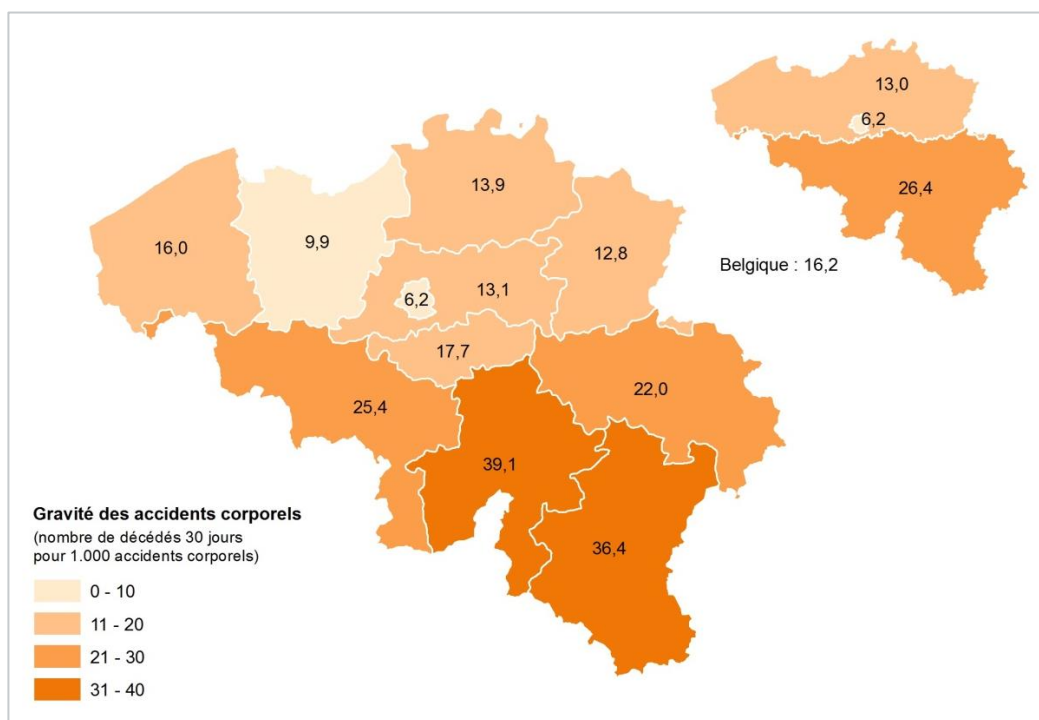 13,0
6,2
26,4
Belgique : 16,2
13,9
16,0
9,9
12,8
6,2
13,1
17,7
25,4
22,0
39,1
36,4
Gravité des accidents corporels
(nombre de décédés 30 jours
pour 1.000 accidents corporels)
0 - 10
11 - 20
21 - 30
31 - 40